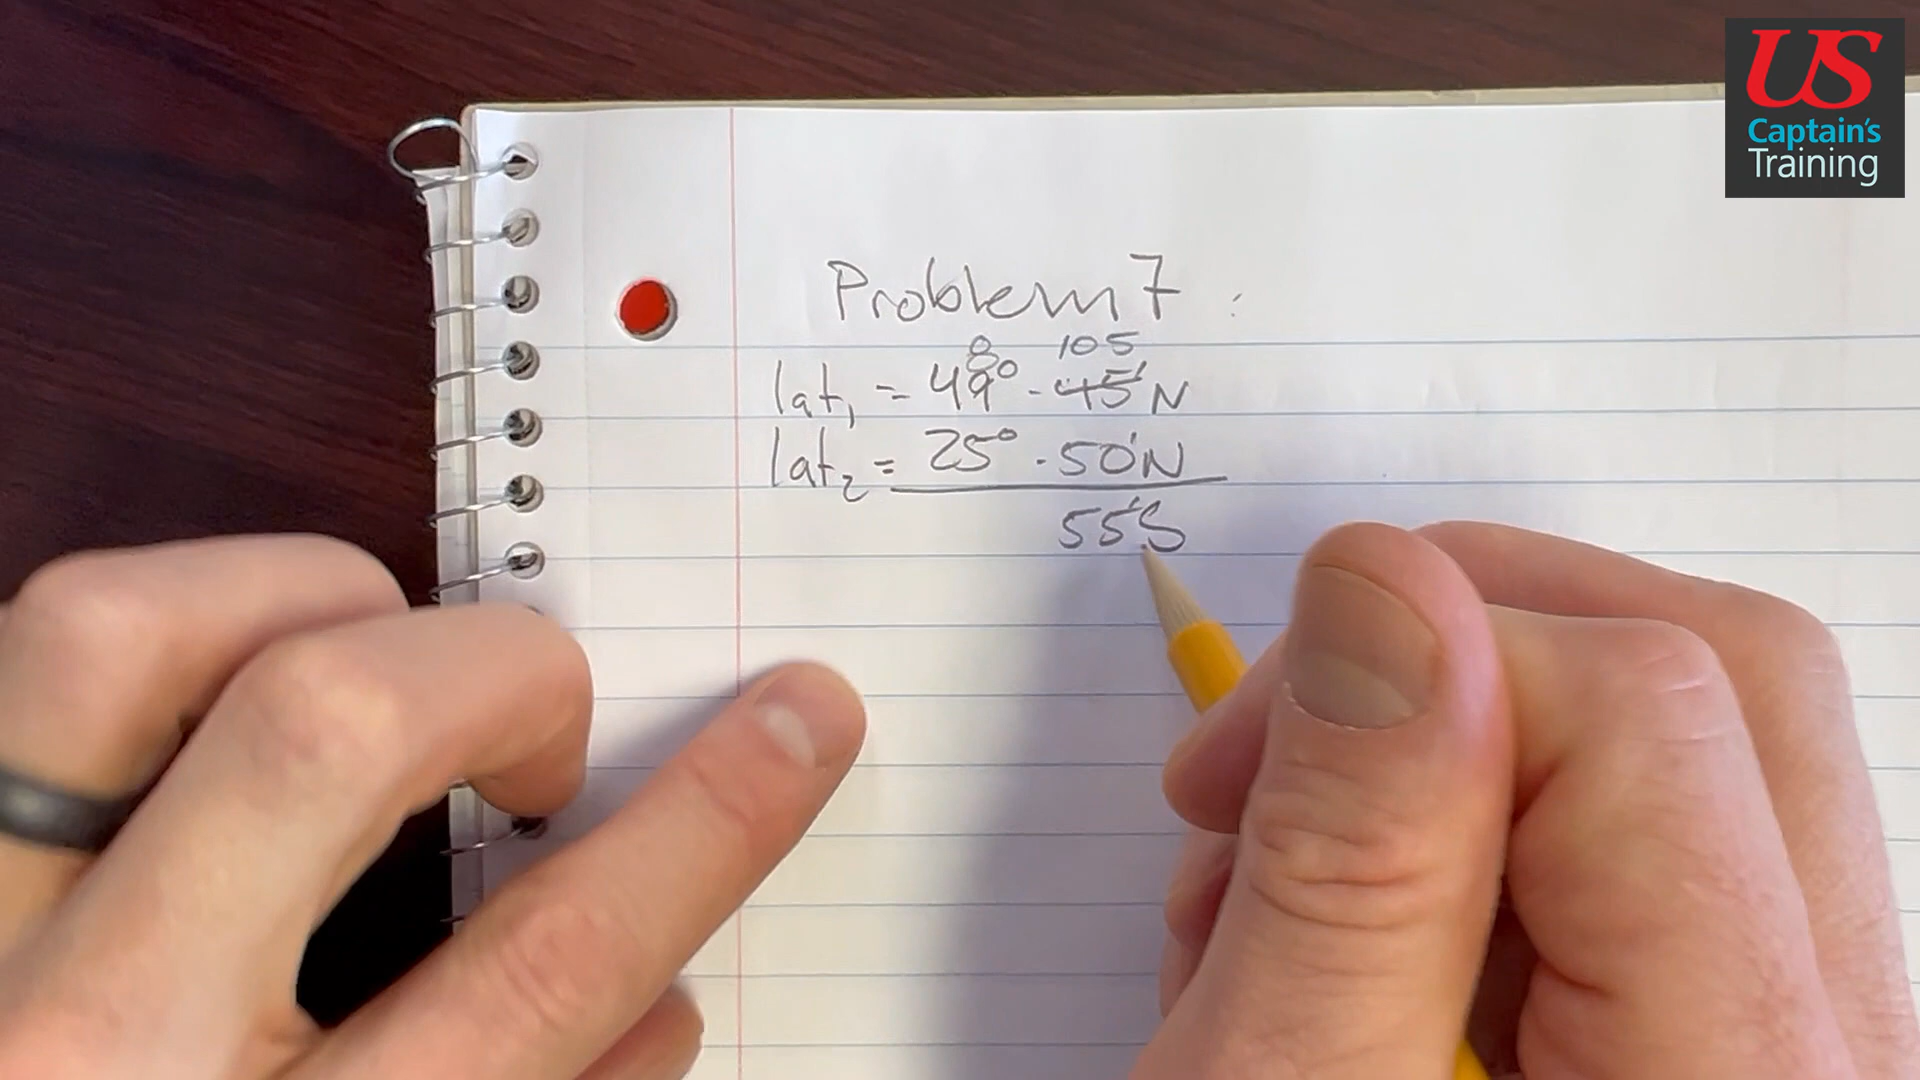 US
Captain's
Training
Problem 7 :
8 105
lat₁ = 49° - 45' N
lat₂ = 25° - 50' N
55' S